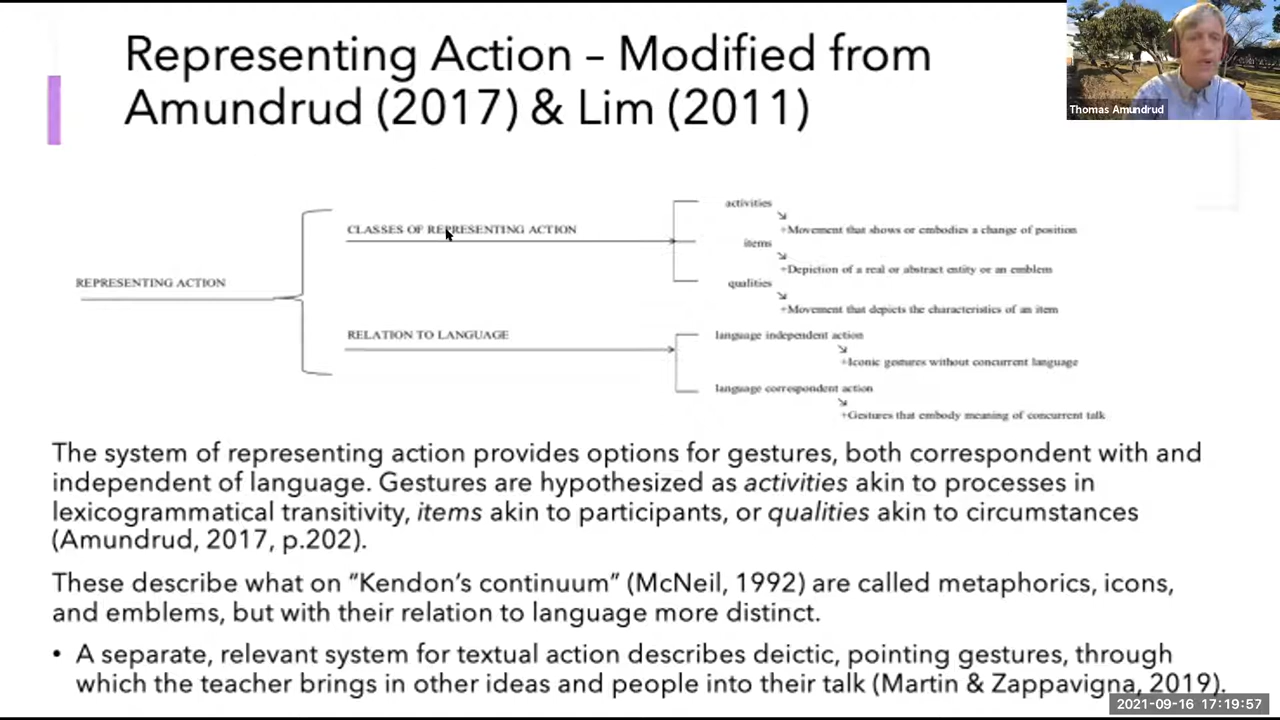 Representing Action – Modified from
Amundrud (2017) & Lim (2011)
Thomas Amundrud
activities
CLASSES OF REPRESENTING ACTION
+Movement that shows or embodies a change of position
items
+Depiction of a real or abstract entity or an emblem
REPRESENTING ACTION
qualities
+Movement that depicts the characteristics of an item
RELATION TO LANGUAGE
language independent action
+Iconic gestures without concurrent language
language correspondent action
+Gestures that embody meaning of concurrent talk
The system of representing action provides options for gestures, both correspondent with and
independent of language. Gestures are hypothesized as activities akin to processes in
lexicogrammatical transitivity, items akin to participants, or qualities akin to circumstances
(Amundrud, 2017, p.202).
These describe what on “Kendon’s continuum” (McNeil, 1992) are called metaphorics, icons,
and emblems, but with their relation to language more distinct.
• A separate, relevant system for textual action describes deictic, pointing gestures, through
which the teacher brings in other ideas and people into their talk (Martin & Zappavigna, 2019).
2021-09-16 17:19:57